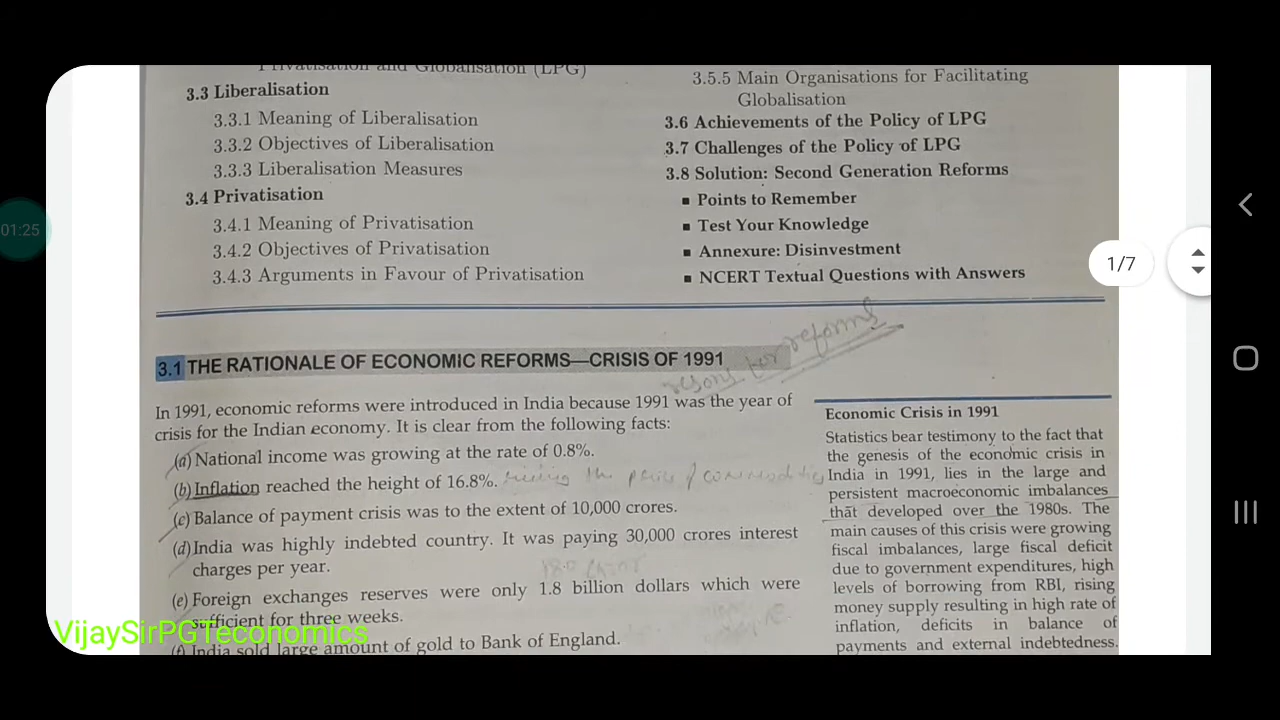 Privatisation and Globalisation (LPG)
3.3 Liberalisation
3.3.1 Meaning of Liberalisation
3.3.2 Objectives of Liberalisation
3.3.3 Liberalisation Measures
3.4 Privatisation
3.4.1 Meaning of Privatisation
3.4.2 Objectives of Privatisation
3.4.3 Arguments in Favour of Privatisation
3.5.5 Main Organisations for Facilitating
Globalisation
3.6 Achievements of the Policy of LPG
3.7 Challenges of the Policy of LPG
3.8 Solution: Second Generation Reforms
▪ Points to Remember
▪ Test Your Knowledge
▪ Annexure: Disinvestment
▪ NCERT Textual Questions with Answers
01:25
1/7
3.1 THE RATIONALE OF ECONOMIC REFORMS—CRISIS OF 1991
resons for reforms
In 1991, economic reforms were introduced in India because 1991 was the year of
crisis for the Indian economy. It is clear from the following facts:
(a) National income was growing at the rate of 0.8%.
(b) Inflation reached the height of 16.8%. the price of commodities
(c) Balance of payment crisis was to the extent of 10,000 crores.
(d) India was highly indebted country. It was paying 30,000 crores interest
charges per year.
(e) Foreign exchanges reserves were only 1.8 billion dollars which were
sufficient for three weeks.
(f) India sold large amount of gold to Bank of England.
Economic Crisis in 1991
Statistics bear testimony to the fact that
the genesis of the economic crisis in
India in 1991, lies in the large and
persistent macroeconomic imbalances
that developed over the 1980s. The
main causes of this crisis were growing
fiscal imbalances, large fiscal deficit
due to government expenditures, high
levels of borrowing from RBI, rising
money supply resulting in high rate of
inflation, deficits in balance of
payments and external indebtedness.
VijaySirPGTeconomics